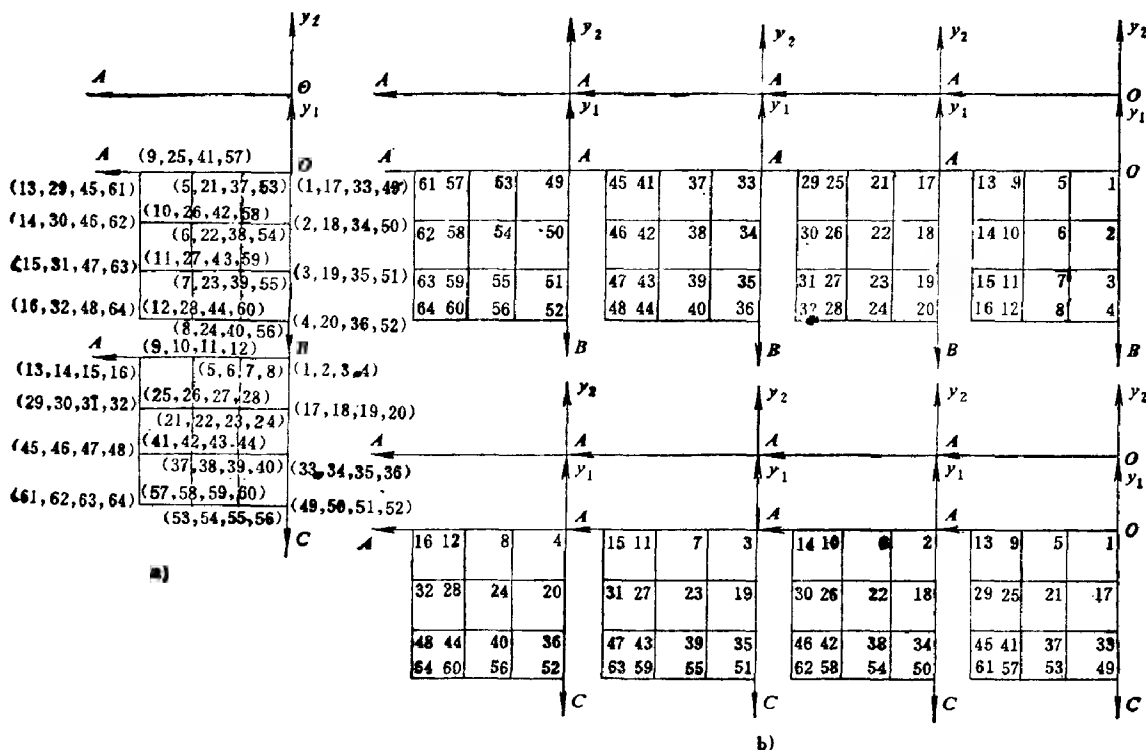 y₂
A O
y₁
(9,25,41,57)
A
(13,29,45,61) (5,21,37,53) (1,17,33,49)
(10,26,42,58)
(14,30,46,62) (2,18,34,50)
(6,22,38,54)
(11,27,43,59)
(15,31,47,63) (3,19,35,51)
(7,23,39,55)
(16,32,48,64) (12,28,44,60)
(4,20,36,52)
(8,24,40,56)
(9,10,11,12)
A
(13,14,15,16) (5,6,7,8) (1,2,3,4)
(25,26,27,28)
(29,30,31,32) (17,18,19,20)
(21,22,23,24)
(45,46,47,48) (41,42,43,44)
(37,38,39,40) (33,34,35,36)
(61,62,63,64) (57,58,59,60)
(49,50,51,52)
(53,54,55,56)
C
a)
y₂ y₂ y₂ y₂
A A A A O
y₁ y₁ y₁ y₁
A A A A O
61 57 53 49 45 41 37 33 29 25 21 17 13 9 5 1
62 58 54 50 46 42 38 34 30 26 22 18 14 10 6 2
63 59 55 51 47 43 39 35 31 27 23 19 15 11 7 3
64 60 56 52 48 44 40 36 32 28 24 20 16 12 8 4
B B B B
y₂ y₂ y₂ y₂
A A A A O
y₁ y₁ y₁ y₁
A A A A O
16 12 8 4 15 11 7 3 14 10 6 2 13 9 5 1
32 28 24 20 31 27 23 19 30 26 22 18 29 25 21 17
48 44 40 36 47 43 39 35 46 42 38 34 45 41 37 33
64 60 56 52 63 59 55 51 62 58 54 50 61 57 53 49
C C C C
b)